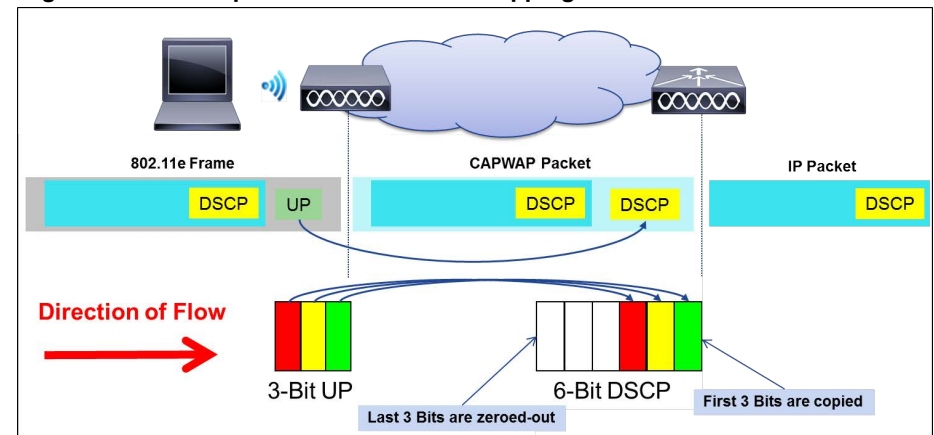 802.11e Frame
CAPWAP Packet
IP Packet
DSCP
UP
DSCP
DSCP
DSCP
Direction of Flow
3-Bit UP
6-Bit DSCP
First 3 Bits are copied
Last 3 Bits are zeroed-out